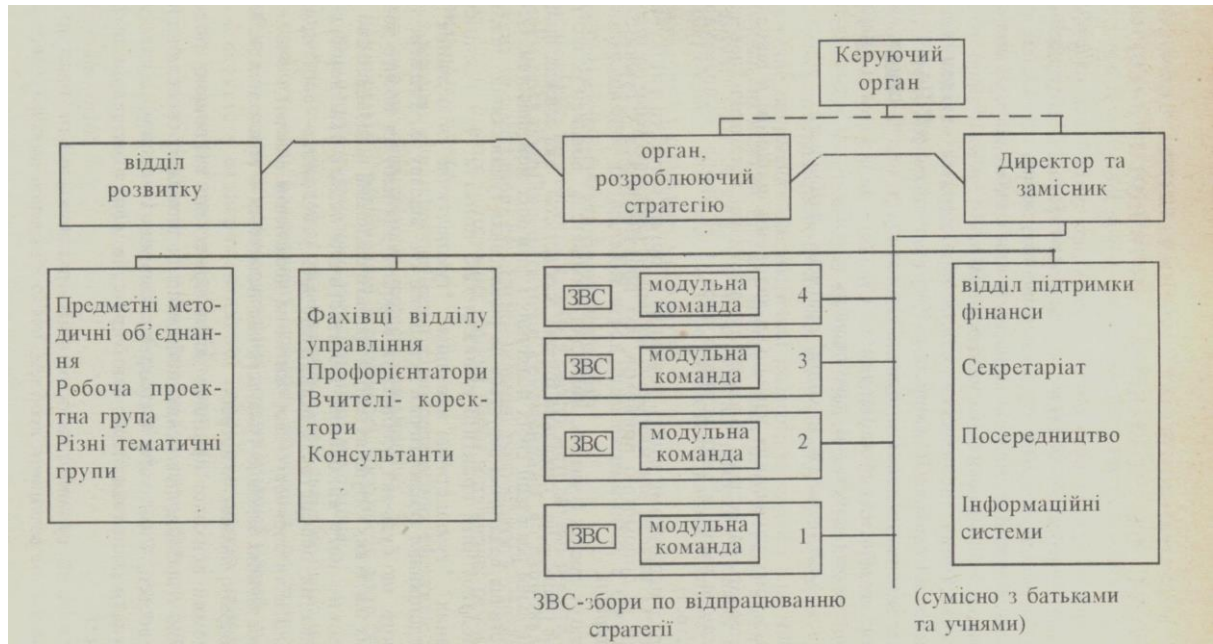 Керуючий
орган
відділ
розвитку
орган,
розроблюючий
стратегію
Директор та
замісник
Предметні мето-
дичні об’єднан-
ня
Робоча проек-
тна група
Різні тематичні
групи
Фахівці відділу
управління
Профорієнтатори
Вчителі- корек-
тори
Консультанти
ЗВС модульна команда 4
ЗВС модульна команда 3
ЗВС модульна команда 2
ЗВС модульна команда 1
відділ підтримки
фінанси
Секретаріат
Посередництво
Інформаційні
системи
ЗВС-збори по відпрацюванню
стратегії
(сумісно з батьками
та учнями)